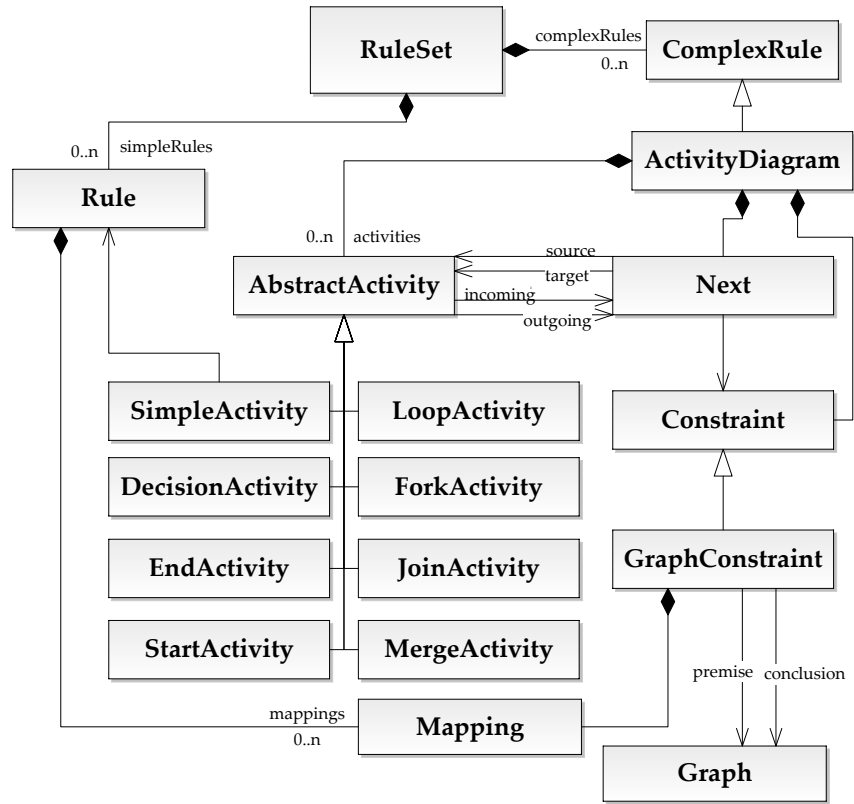 RuleSet
complexRules
0..n
ComplexRule
0..n
simpleRules
ActivityDiagram
Rule
0..n
activities
source
AbstractActivity
target
Next
incoming
outgoing
SimpleActivity
LoopActivity
Constraint
DecisionActivity
ForkActivity
EndActivity
JoinActivity
GraphConstraint
StartActivity
MergeActivity
premise
conclusion
mappings
0..n
Mapping
Graph